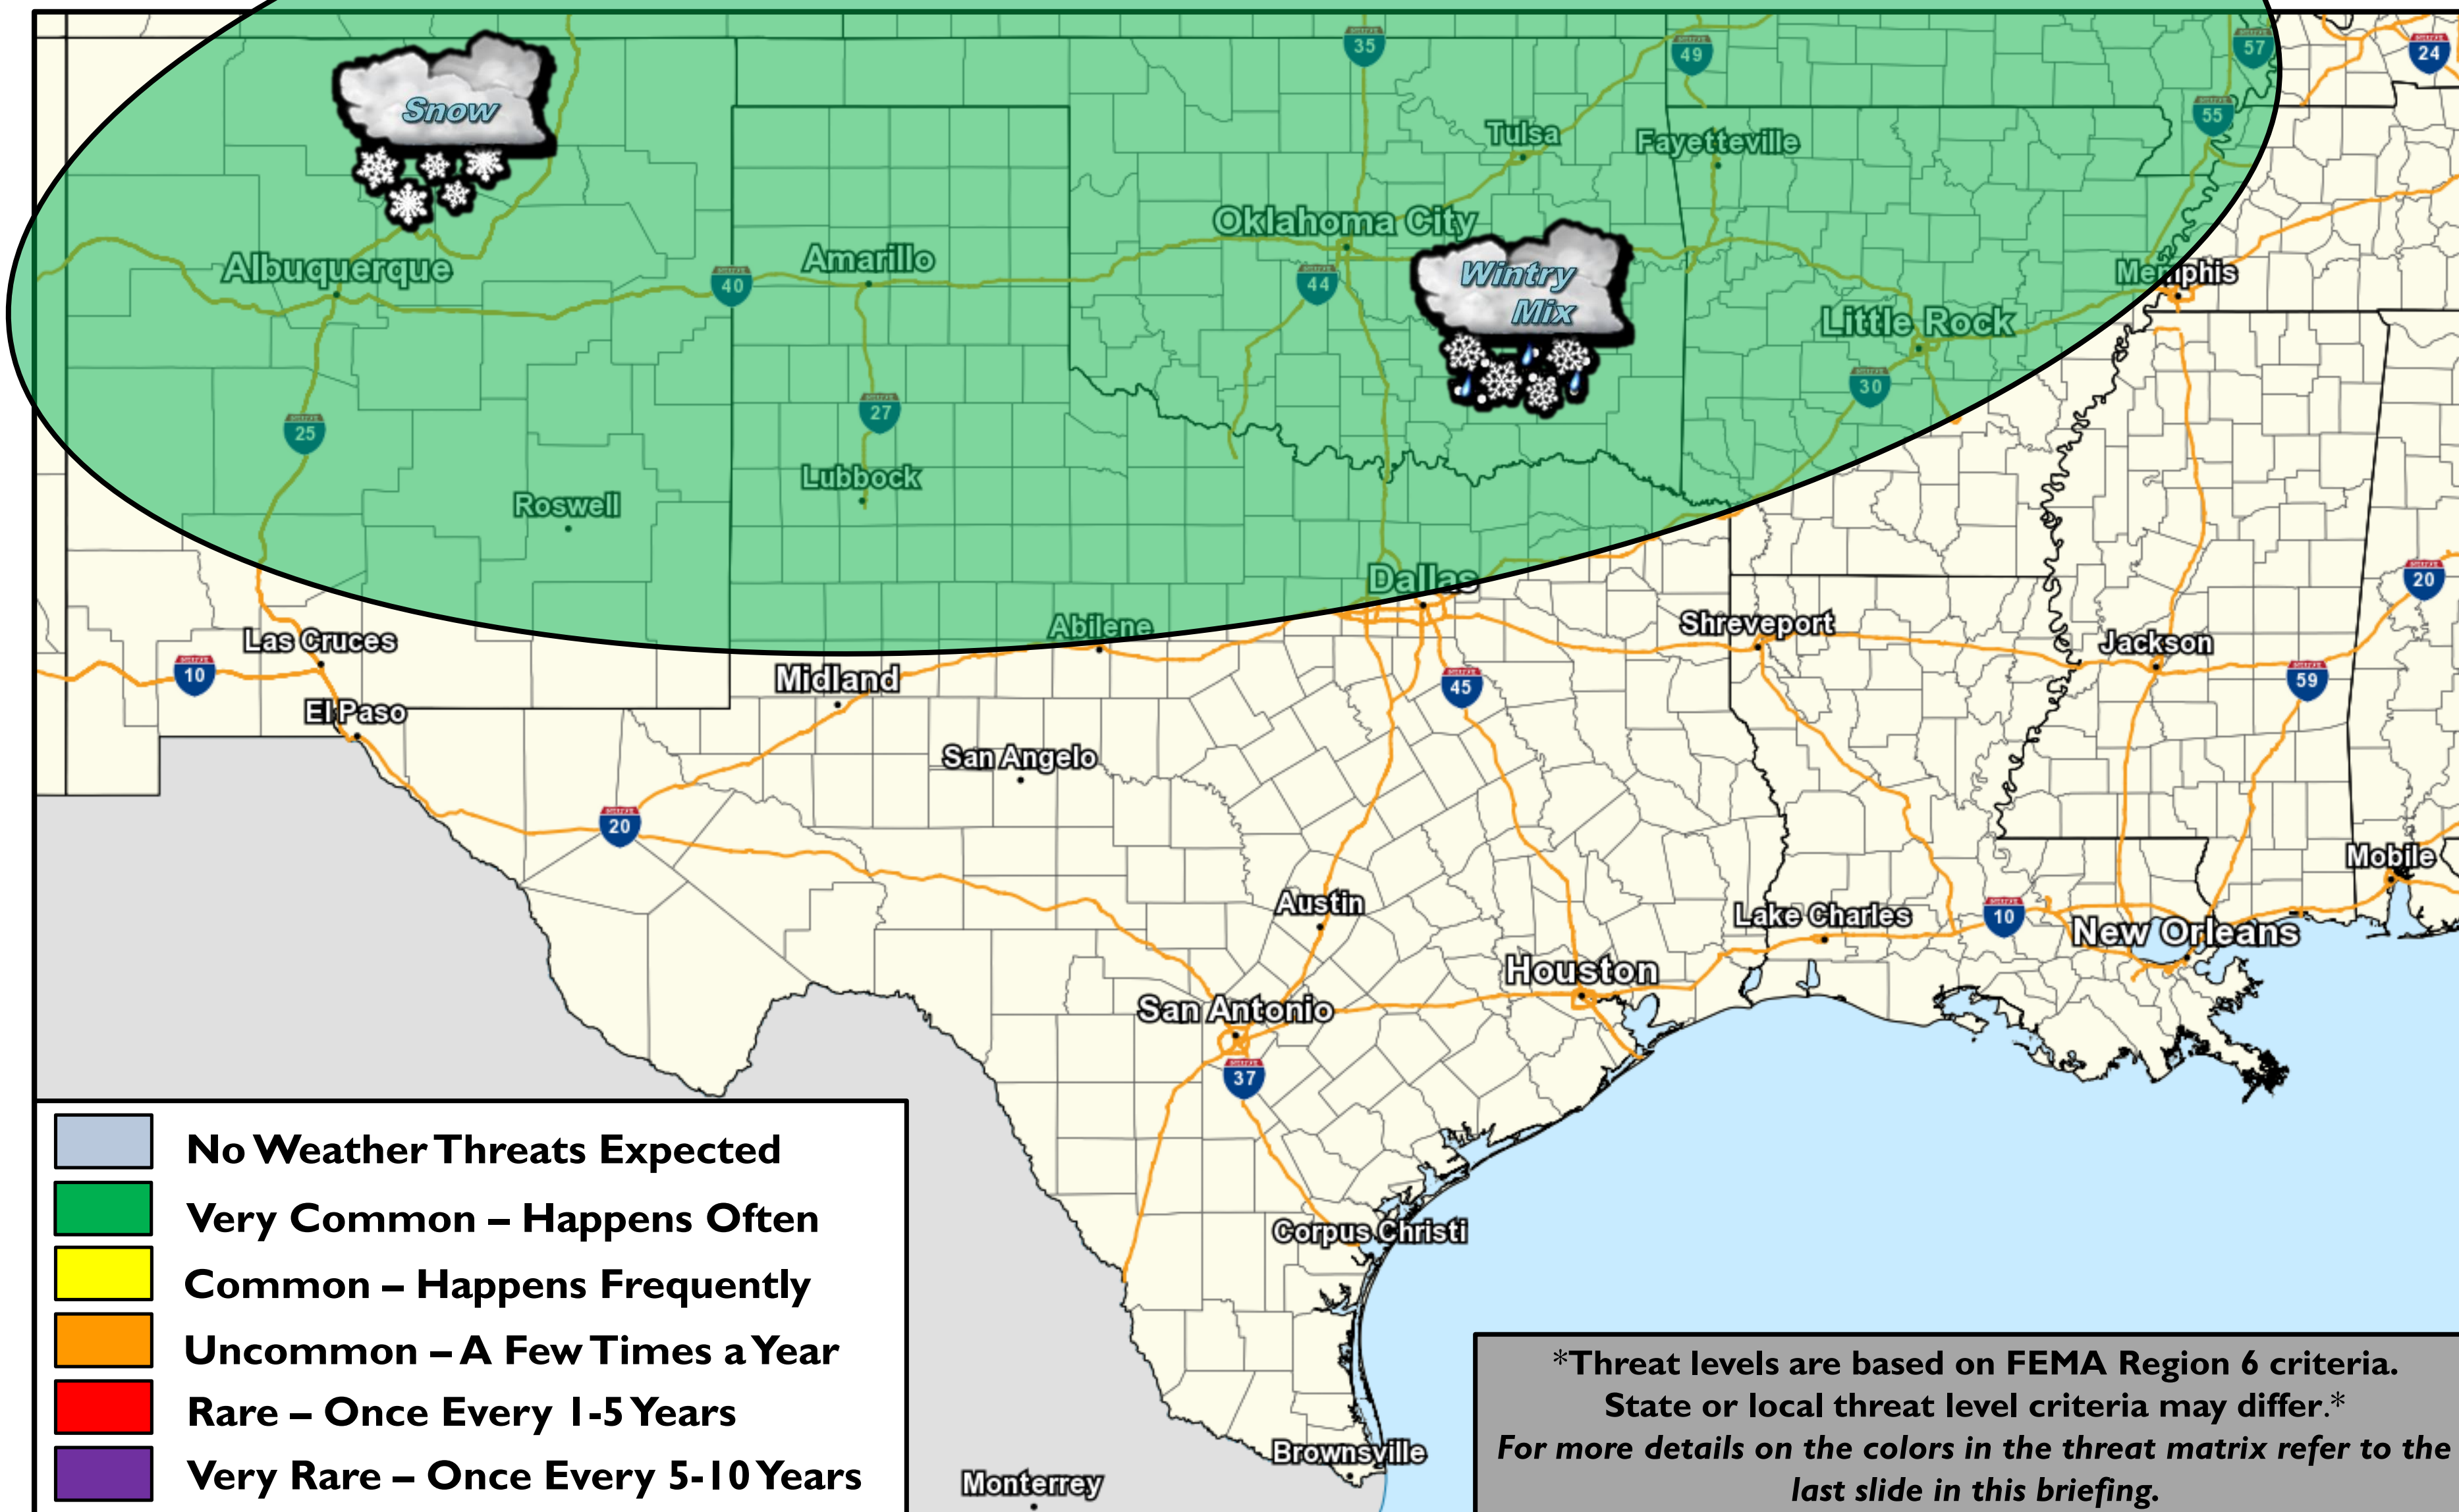 35
49
57
24
Snow
55
Tulsa
Fayetteville
Oklahoma City
Albuquerque
Amarillo
Wintry
Mix
Memphis
40
44
Little Rock
30
27
25
Lubbock
Roswell
Dallas
20
Abilene
Las Cruces
Shreveport
Jackson
10
Midland
45
59
El Paso
San Angelo
20
Mobile
Austin
Lake Charles
10
New Orleans
Houston
San Antonio
37
Corpus Christi
Brownsville
Monterrey
No Weather Threats Expected
Very Common – Happens Often
Common – Happens Frequently
Uncommon – A Few Times a Year
Rare – Once Every 1-5 Years
Very Rare – Once Every 5-10 Years
*Threat levels are based on FEMA Region 6 criteria.
State or local threat level criteria may differ.*
For more details on the colors in the threat matrix refer to the
last slide in this briefing.